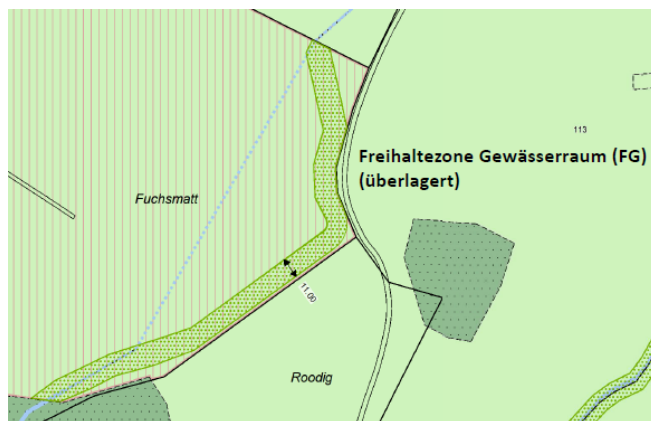 113
Freihaltezone Gewässerraum (FG)
(überlagert)
Fuchsmatt
11.00
Roodig